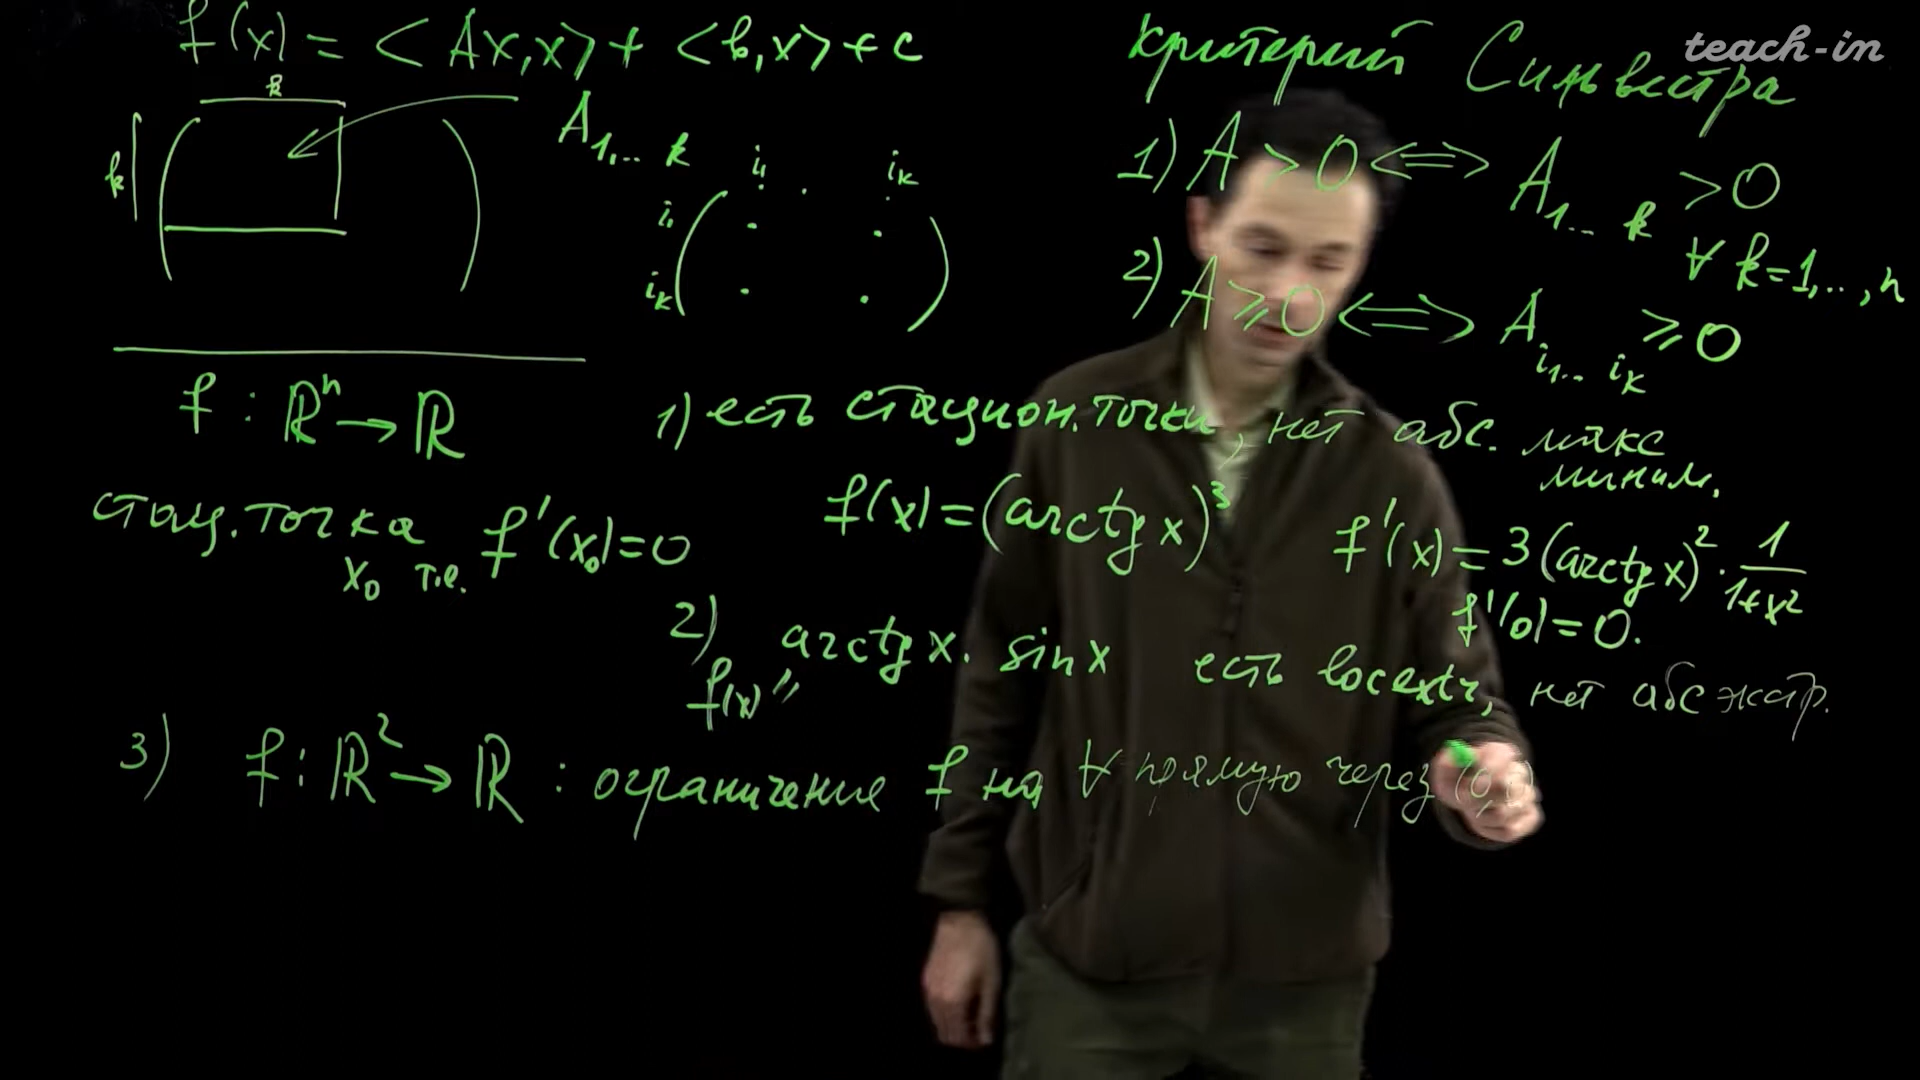 teach-in
f(x) = <Ax,x> + <b,x> + c
k
k
A₁,.. k
i₁ . iₖ
i₁
iₖ
Критерий Сильвестра
1) A > 0 <=> A₁... k > 0
∀ k=1,..,n
2) A ⩾ 0 <=> A i₁... iₖ ⩾ 0
f : ℝⁿ → ℝ
стац. точка f'(x₀)=0
x₀ т.е.
1) есть стацион. точки, нет абс. макс
миним.
f(x) = (arctg x)³ f'(x) = 3(arctg x)² · 1/(1+x²)
f'(0)=0.
2) arctg x · sin x есть locextr, нет абс экстр.
f(x) "
3) f : ℝ² → ℝ : ограничение f на ∀ прямую через (0,0)